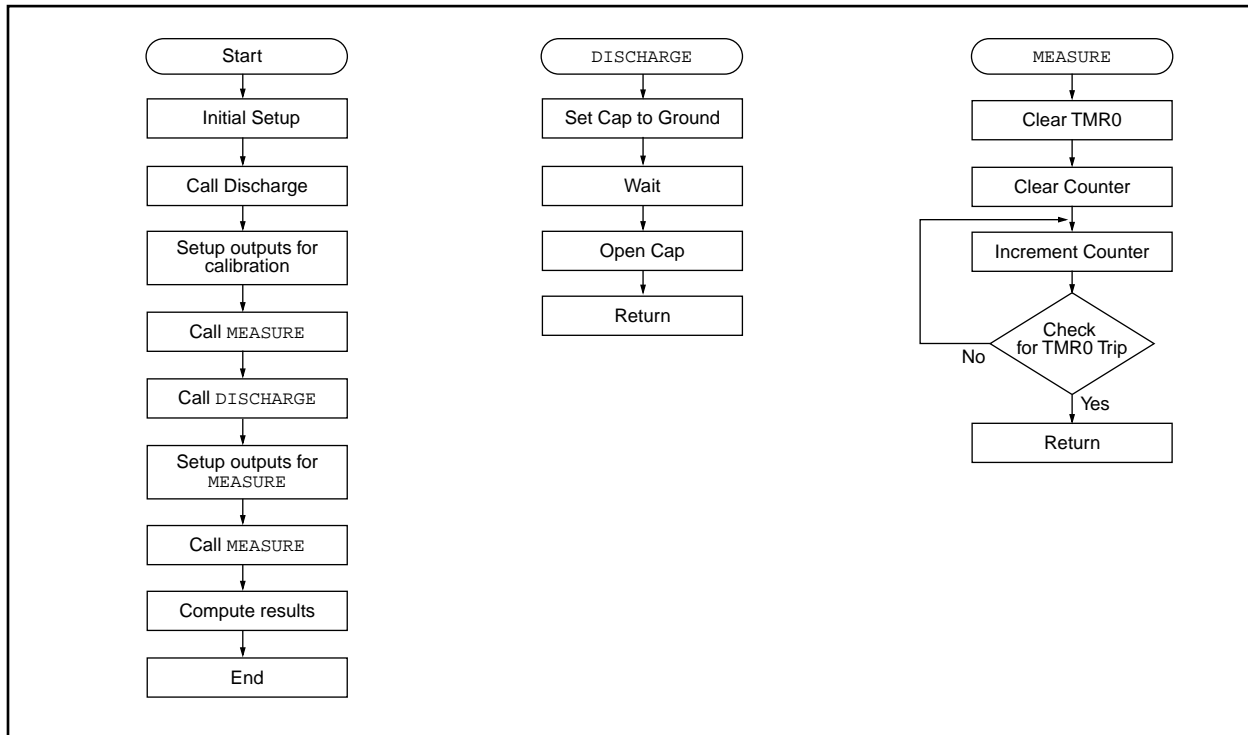 Start
Initial Setup
Call Discharge
Setup outputs for
calibration
Call MEASURE
Call DISCHARGE
Setup outputs for
MEASURE
Call MEASURE
Compute results
End
DISCHARGE
Set Cap to Ground
Wait
Open Cap
Return
MEASURE
Clear TMR0
Clear Counter
Increment Counter
Check
for TMR0 Trip
No
Yes
Return